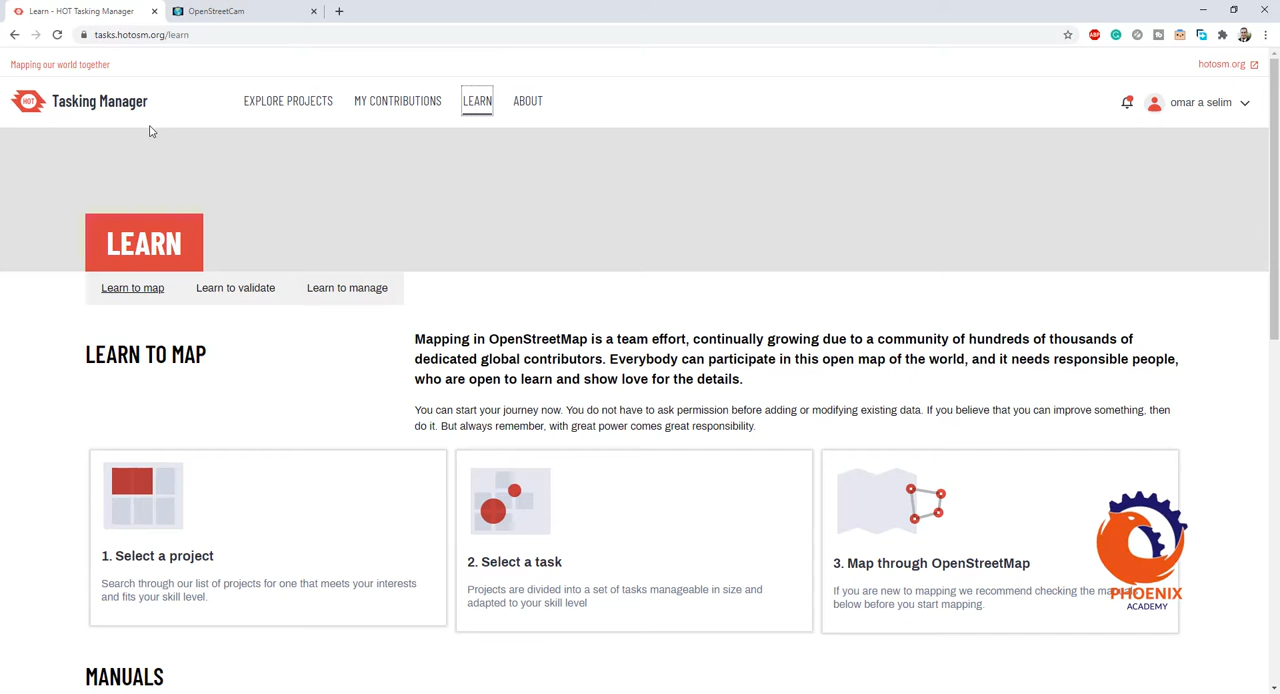 Learn - HOT Tasking Manager
OpenStreetCam
tasks.hotosm.org/learn
Mapping our world together
hotosm.org
HOT
Tasking Manager
EXPLORE PROJECTS
MY CONTRIBUTIONS
LEARN
ABOUT
omar a selim
LEARN
Learn to map
Learn to validate
Learn to manage
LEARN TO MAP
Mapping in OpenStreetMap is a team effort, continually growing due to a community of hundreds of thousands of
dedicated global contributors. Everybody can participate in this open map of the world, and it needs responsible people,
who are open to learn and show love for the details.
You can start your journey now. You do not have to ask permission before adding or modifying existing data. If you believe that you can improve something, then
do it. But always remember, with great power comes great responsibility.
1. Select a project
Search through our list of projects for one that meets your interests
and fits your skill level.
2. Select a task
Projects are divided into a set of tasks manageable in size and
adapted to your skill level
3. Map through OpenStreetMap
If you are new to mapping we recommend checking the
below before you start mapping.
PHOENIX
ACADEMY
MANUALS